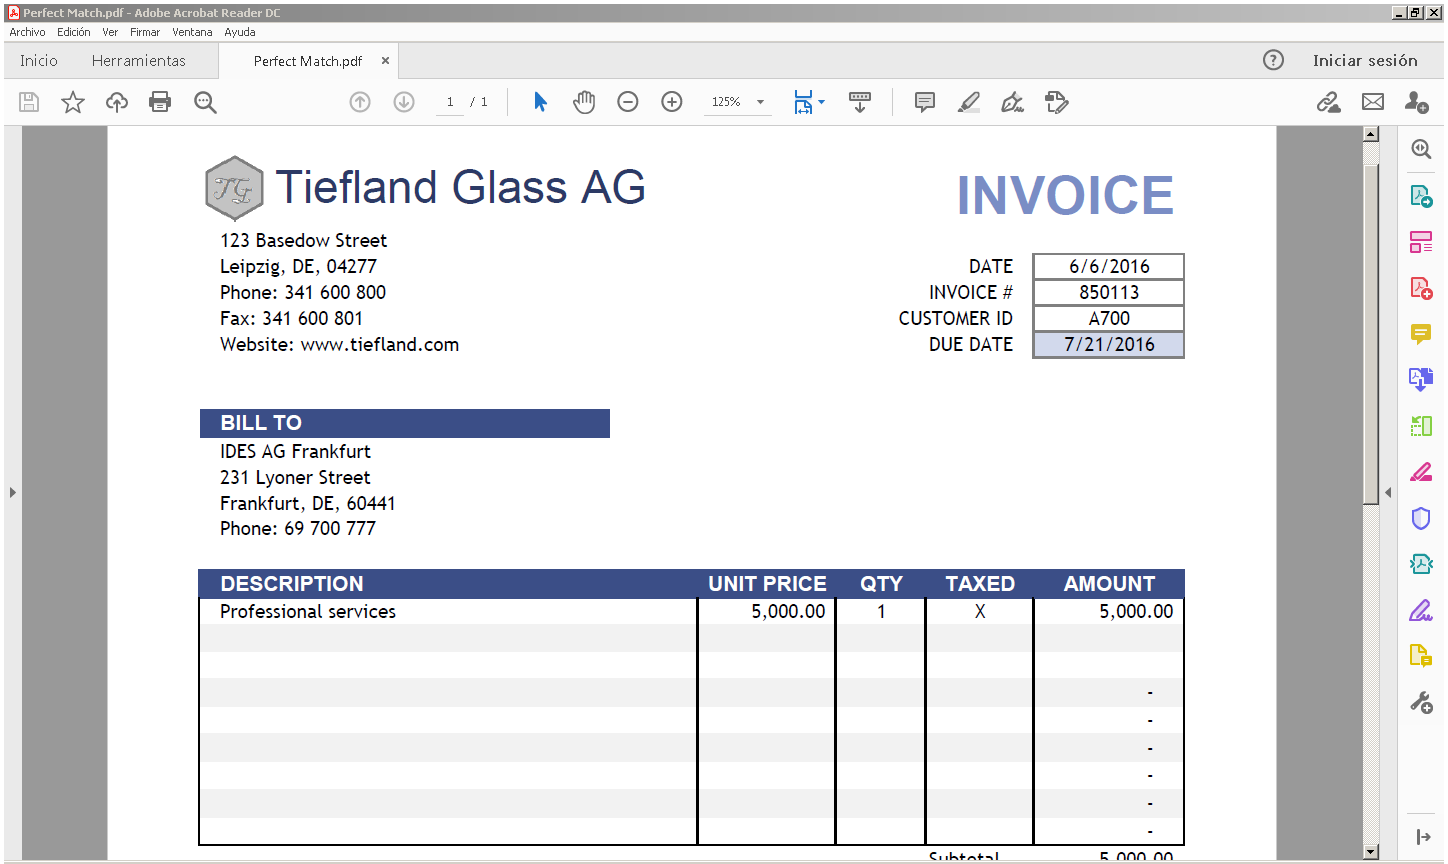 Perfect Match.pdf - Adobe Acrobat Reader DC
Archivo Edición Ver Firmar Ventana Ayuda
Inicio Herramientas Perfect Match.pdf × Iniciar sesión
1 / 1 125%
TG Tiefland Glass AG INVOICE
123 Basedow Street
Leipzig, DE, 04277 DATE 6/6/2016
Phone: 341 600 800 INVOICE # 850113
Fax: 341 600 801 CUSTOMER ID A700
Website: www.tiefland.com DUE DATE 7/21/2016
BILL TO
IDES AG Frankfurt
231 Lyoner Street
Frankfurt, DE, 60441
Phone: 69 700 777
DESCRIPTION UNIT PRICE QTY TAXED AMOUNT
Professional services 5,000.00 1 X 5,000.00
-
-
-
-
-
-
Subtotal 5,000.00